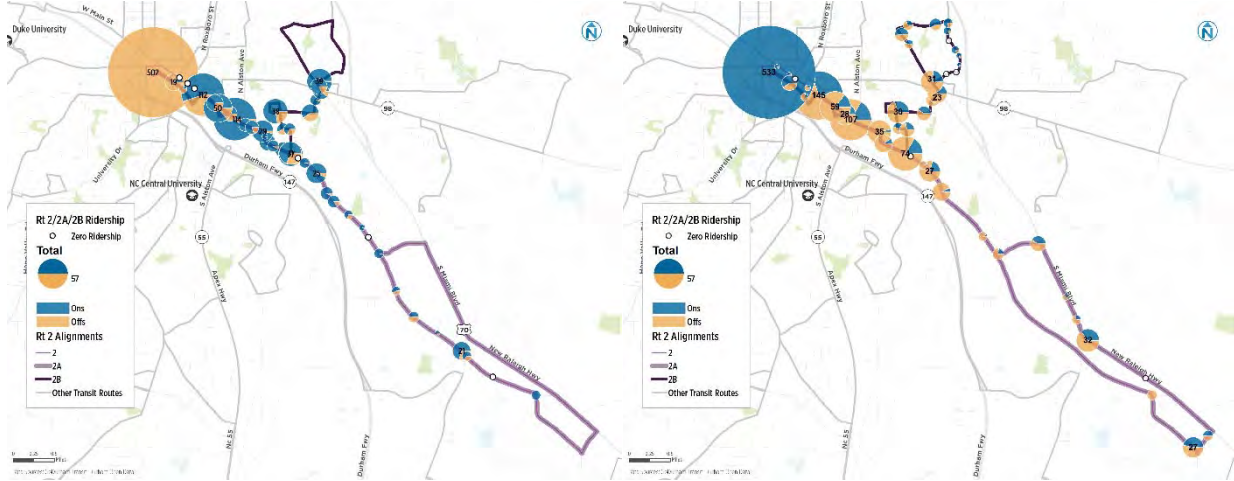 W Main St
Duke University
N Roxboro St
N Alston Ave
507
19
112
50
98
University Dr
Durham Fwy
147
NC Central University
S Alston Ave
55
Apex Hwy
S Miami Blvd
70
New Raleigh Hwy
21
Nc 55
Durham Fwy
Rt 2/2A/2B Ridership
Zero Ridership
Total
57
Ons
Offs
Rt 2 Alignments
2
2A
2B
Other Transit Routes
W Main St
Duke University
N Roxboro St
N Alston Ave
533
145
59
28
107
35
74
27
30
31
23
98
University Dr
Durham Fwy
147
NC Central University
S Alston Ave
55
Apex Hwy
S Miami Blvd
32
New Raleigh Hwy
27
Nc 55
Durham Fwy
Rt 2/2A/2B Ridership
Zero Ridership
Total
57
Ons
Offs
Rt 2 Alignments
2
2A
2B
Other Transit Routes